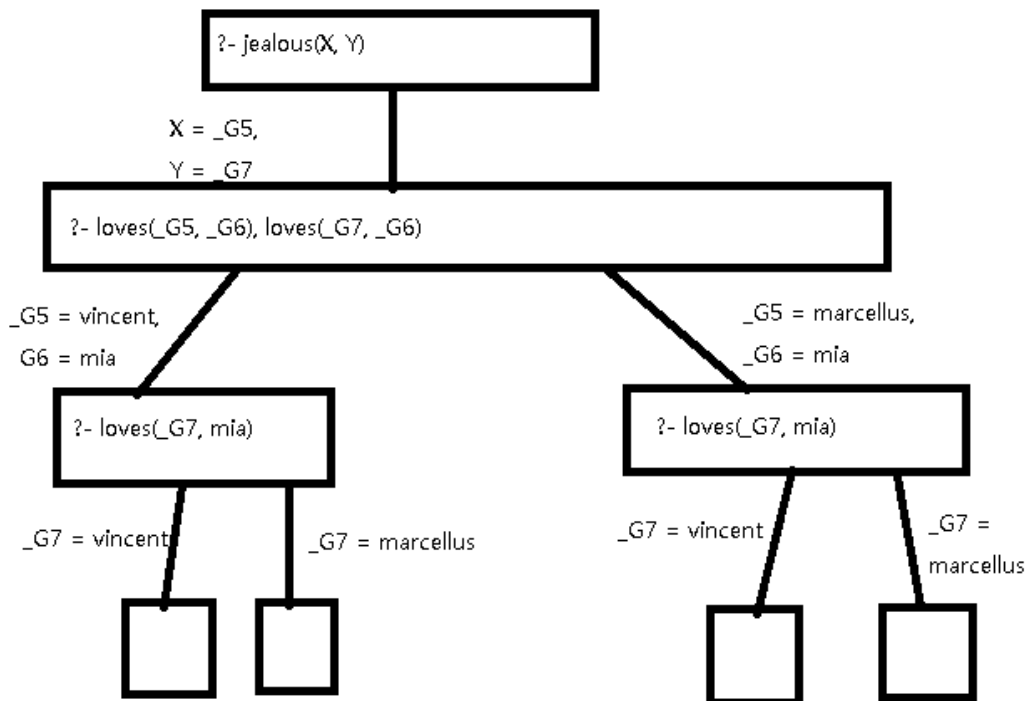 ?- jealous(X, Y)
X = _G5,
Y = _G7
?- loves(_G5, _G6), loves(_G7, _G6)
_G5 = vincent,
G6 = mia
_G5 = marcellus,
_G6 = mia
?- loves(_G7, mia)
?- loves(_G7, mia)
_G7 = vincent
_G7 = marcellus
_G7 = vincent
_G7 =
marcellus